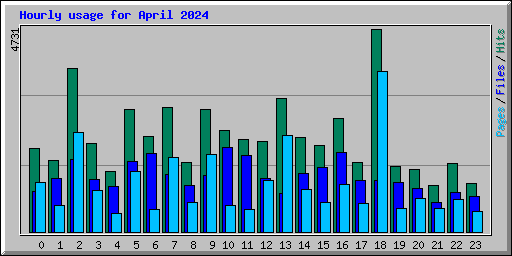 Hourly usage for April 2024
4731
Pages / Files / Hits
0 1 2 3 4 5 6 7 8 9 10 11 12 13 14 15 16 17 18 19 20 21 22 23